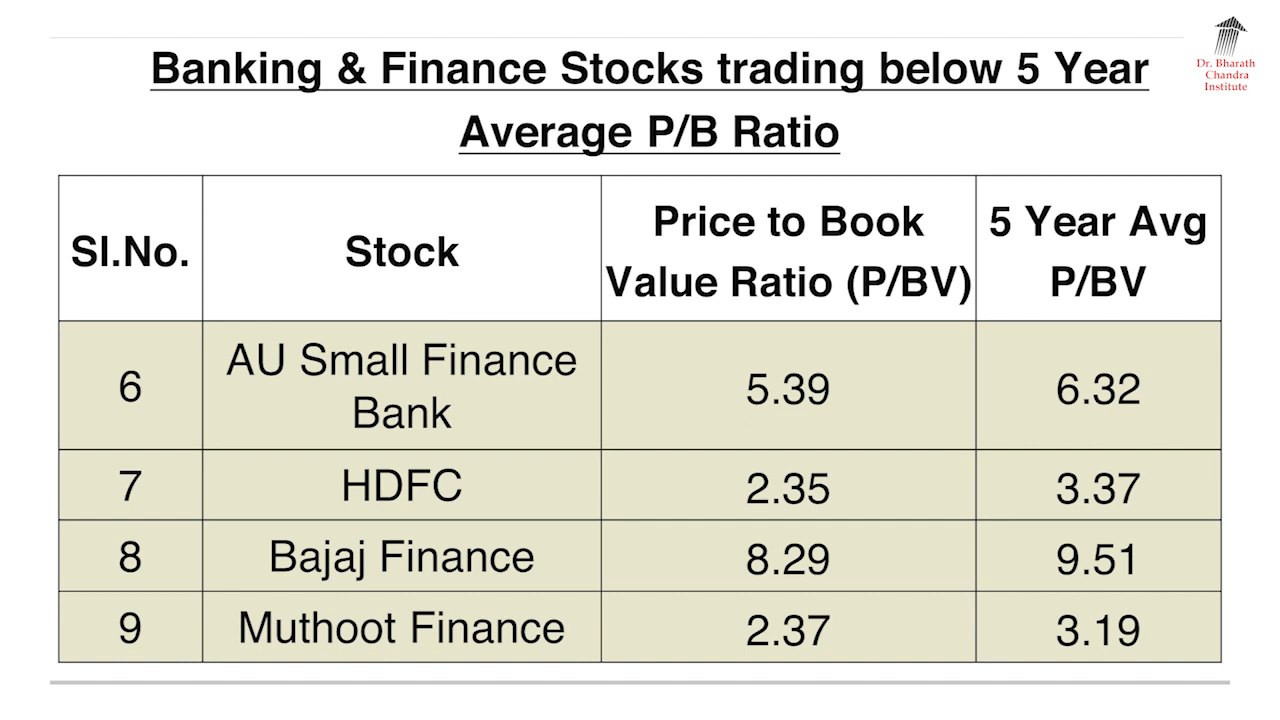 Banking & Finance Stocks trading below 5 Year
Average P/B Ratio
Dr. Bharath
Chandra
Institute
Sl.No.
Stock
Price to Book
Value Ratio (P/BV)
5 Year Avg
P/BV
6
AU Small Finance
Bank
5.39
6.32
7
HDFC
2.35
3.37
8
Bajaj Finance
8.29
9.51
9
Muthoot Finance
2.37
3.19